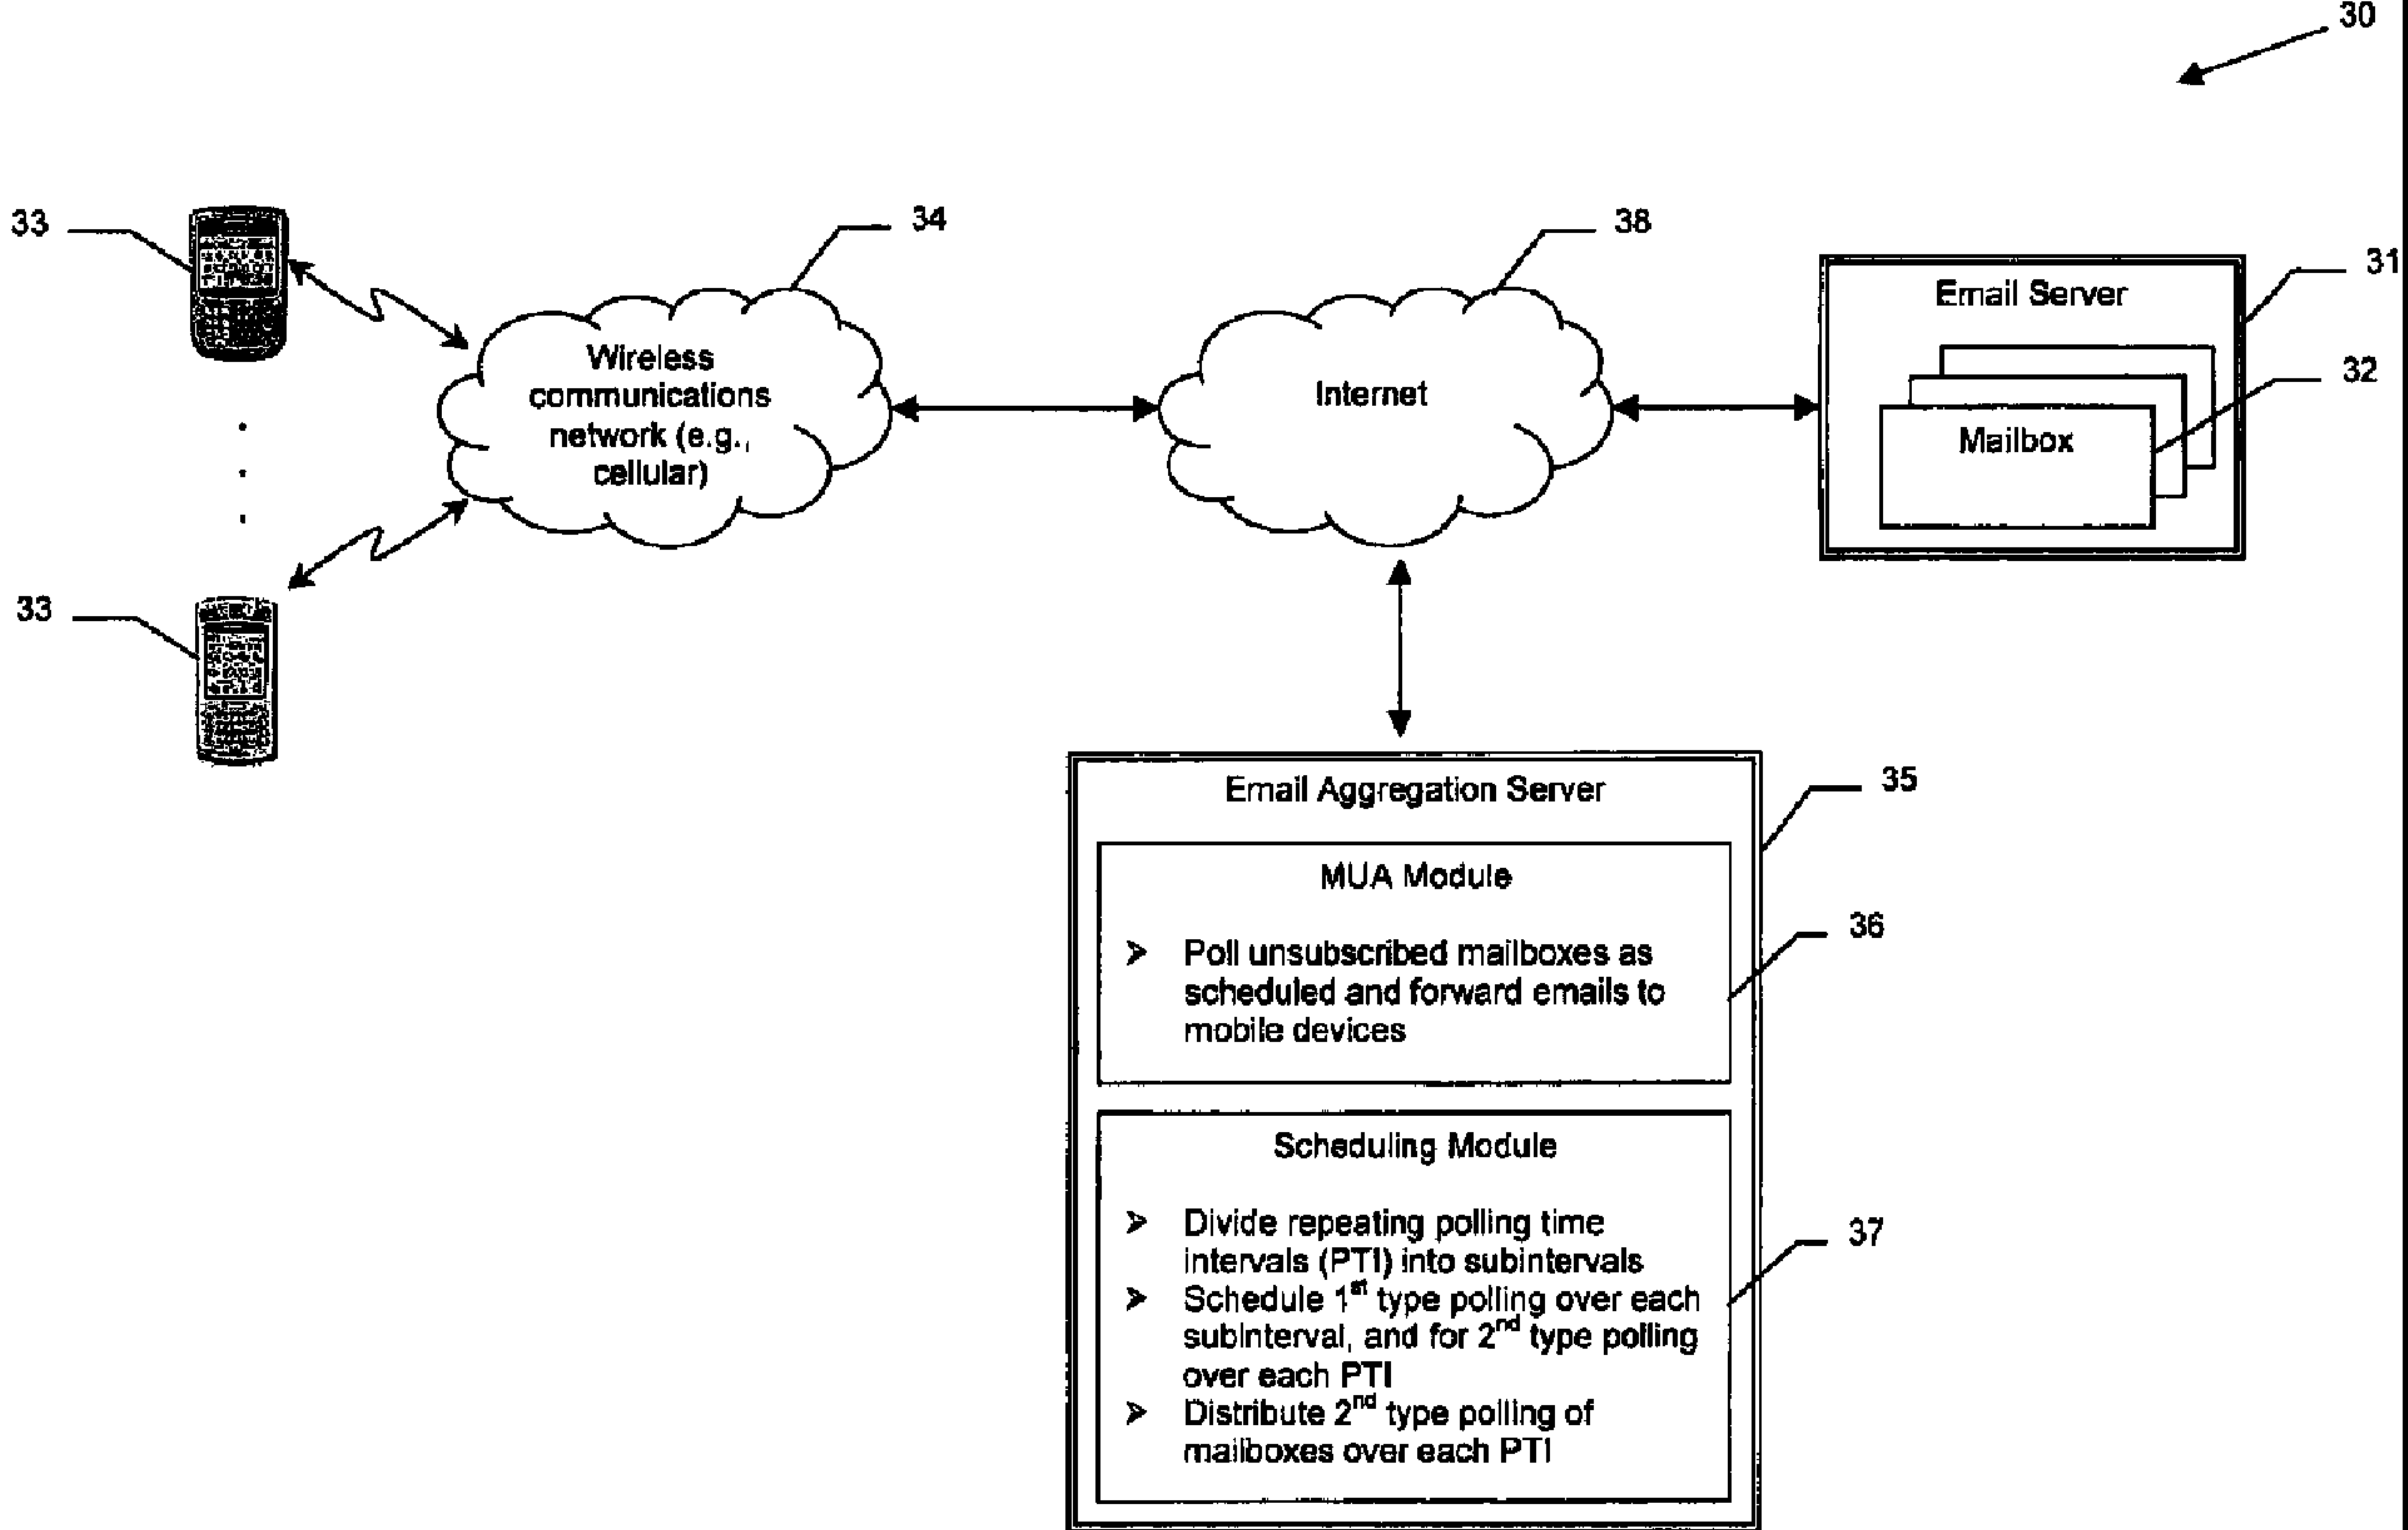 30
33
34
38
31
Email Server
32
Mailbox
Wireless
communications
network (e.g.,
cellular)
Internet
33
Email Aggregation Server
35
MUA Module
36
➢ Poll unsubscribed mailboxes as
scheduled and forward emails to
mobile devices
Scheduling Module
37
➢ Divide repeating polling time
intervals (PTI) into subintervals
➢ Schedule 1st type polling over each
subinterval, and for 2nd type polling
over each PTI
➢ Distribute 2nd type polling of
mailboxes over each PTI